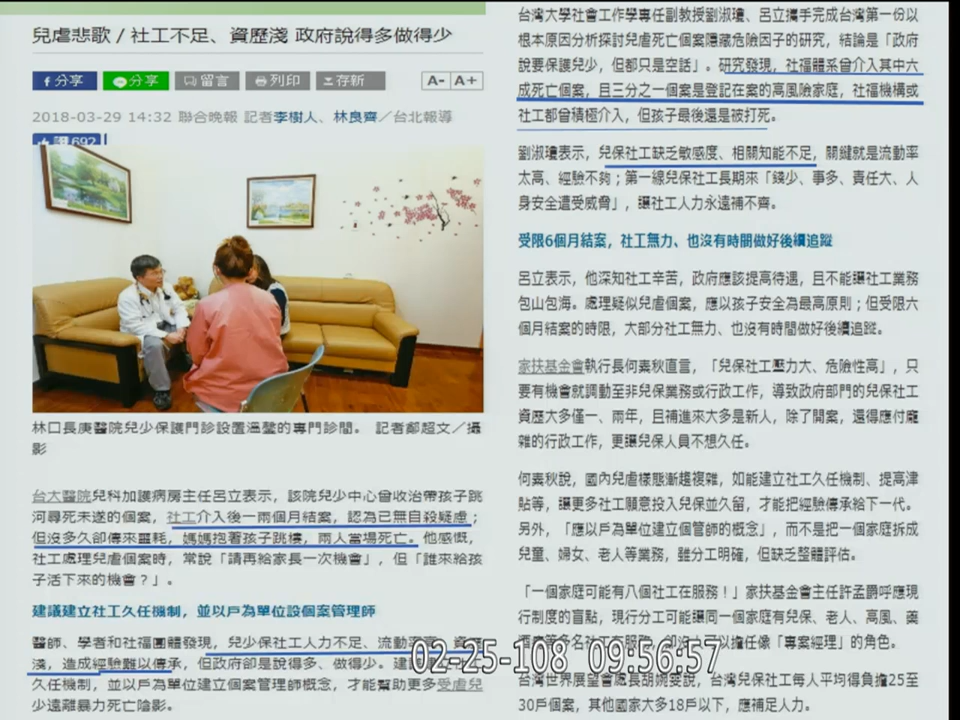 兒虐悲歌/社工不足、資歷淺 政府說得多做得少
分享
分享
留言
列印
存新
A- A+
2018-03-29 14:32 聯合晚報 記者李樹人、林良齊/台北報導
讚 692
林口長庚醫院兒少保護門診設置溫馨的專門診間。 記者鄭超文/攝
影
台大醫院兒科加護病房主任呂立表示,該院兒少中心曾收治帶孩子跳
河尋死未遂的個案,社工介入後一兩個月結案,認為已無自殺疑慮;
但沒多久卻傳來噩耗,媽媽抱著孩子跳樓,兩人當場死亡。他感慨,
社工處理兒虐個案時,常說「請再給家長一次機會」,但「誰來給孩
子活下來的機會?」。
建議建立社工久任機制,並以戶為單位設個案管理師
醫師、學者和社福團體發現,兒少保社工人力不足、流動率高、資歷
淺,造成經驗難以傳承,但政府卻是說得多、做得少。建
久任機制,並以戶為單位建立個案管理師概念,才能幫助更多受虐兒
少遠離暴力死亡陰影。
台灣大學社會工作學專任副教授劉淑瓊、呂立攜手完成台灣第一份以
根本原因分析探討兒虐死亡個案隱藏危險因子的研究,結論是「政府
說要保護兒少,但都只是空話」。研究發現,社福體系曾介入其中六
成死亡個案,且三分之一個案是登記在案的高風險家庭,社福機構或
社工都曾積極介入,但孩子最後還是被打死。
劉淑瓊表示,兒保社工缺乏敏感度、相關知能不足,關鍵就是流動率
太高、經驗不夠;第一線兒保社工長期來「錢少、事多、責任大、人
身安全遭受威脅」,讓社工人力永遠補不齊。
受限6個月結案,社工無力、也沒有時間做好後續追蹤
呂立表示,他深知社工辛苦,政府應該提高待遇,且不能讓社工業務
包山包海。處理疑似兒虐個案,應以孩子安全為最高原則;但受限六
個月結案的時限,大部分社工無力、也沒有時間做好後續追蹤。
家扶基金會執行長何素秋直言,「兒保社工壓力大、危險性高」,只
要有機會就調動至非兒保業務或行政工作,導致政府部門的兒保社工
資歷大多僅一、兩年,且補進來大多是新人,除了開案,還得應付龐
雜的行政工作,更讓兒保人員不想久任。
何素秋說,國內兒虐樣態漸趨複雜,如能建立社工久任機制、提高津
貼等,讓更多社工願意投入兒保並久留,才能把經驗傳承給下一代。
另外,「應以戶為單位建立個管師的概念」,而不是把一個家庭拆成
兒童、婦女、老人等業務,雖分工明確,但缺乏整體評估。
「一個家庭可能有八個社工在服務!」家扶基金會主任許孟爵呼應現
行制度的盲點,現行分工可能讓同一個家庭有兒保、老人、高風、
可以擔任像「專案經理」的角色。
02-25-108 09:56:57
台灣世界展望會處長胡婉雯說,台灣兒保社工每人平均得負擔25至
30戶個案,其他國家大多18戶以下,應補足人力。